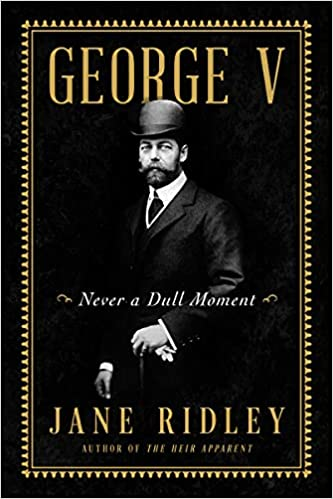 GEORGE V
Never a Dull Moment
JANE RIDLEY
AUTHOR OF THE HEIR APPARENT